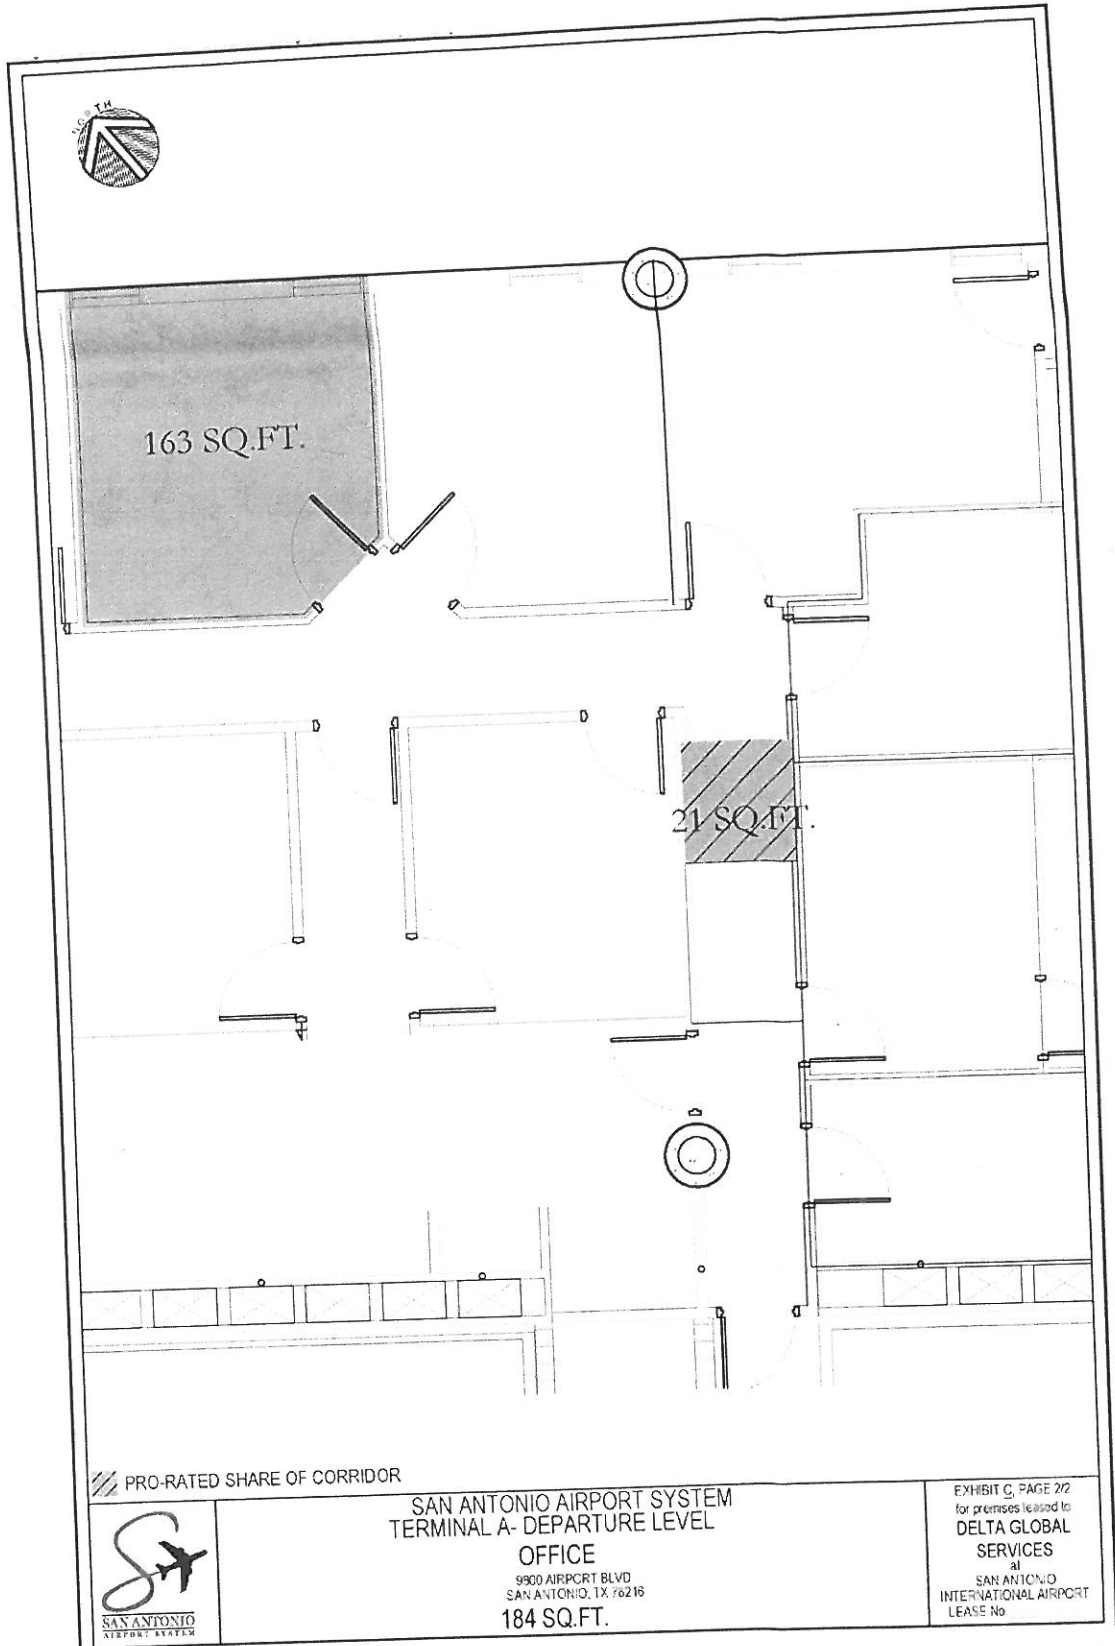 NORTH
163 SQ.FT.
21 SQ.FT.
PRO-RATED SHARE OF CORRIDOR
SAN ANTONIO
AIRPORT SYSTEM
SAN ANTONIO AIRPORT SYSTEM
TERMINAL A- DEPARTURE LEVEL
OFFICE
9800 AIRPORT BLVD
SAN ANTONIO, TX 78216
184 SQ.FT.
EXHIBIT C, PAGE 2/2
for premises leased to
DELTA GLOBAL
SERVICES
at
SAN ANTONIO
INTERNATIONAL AIRPORT
LEASE No